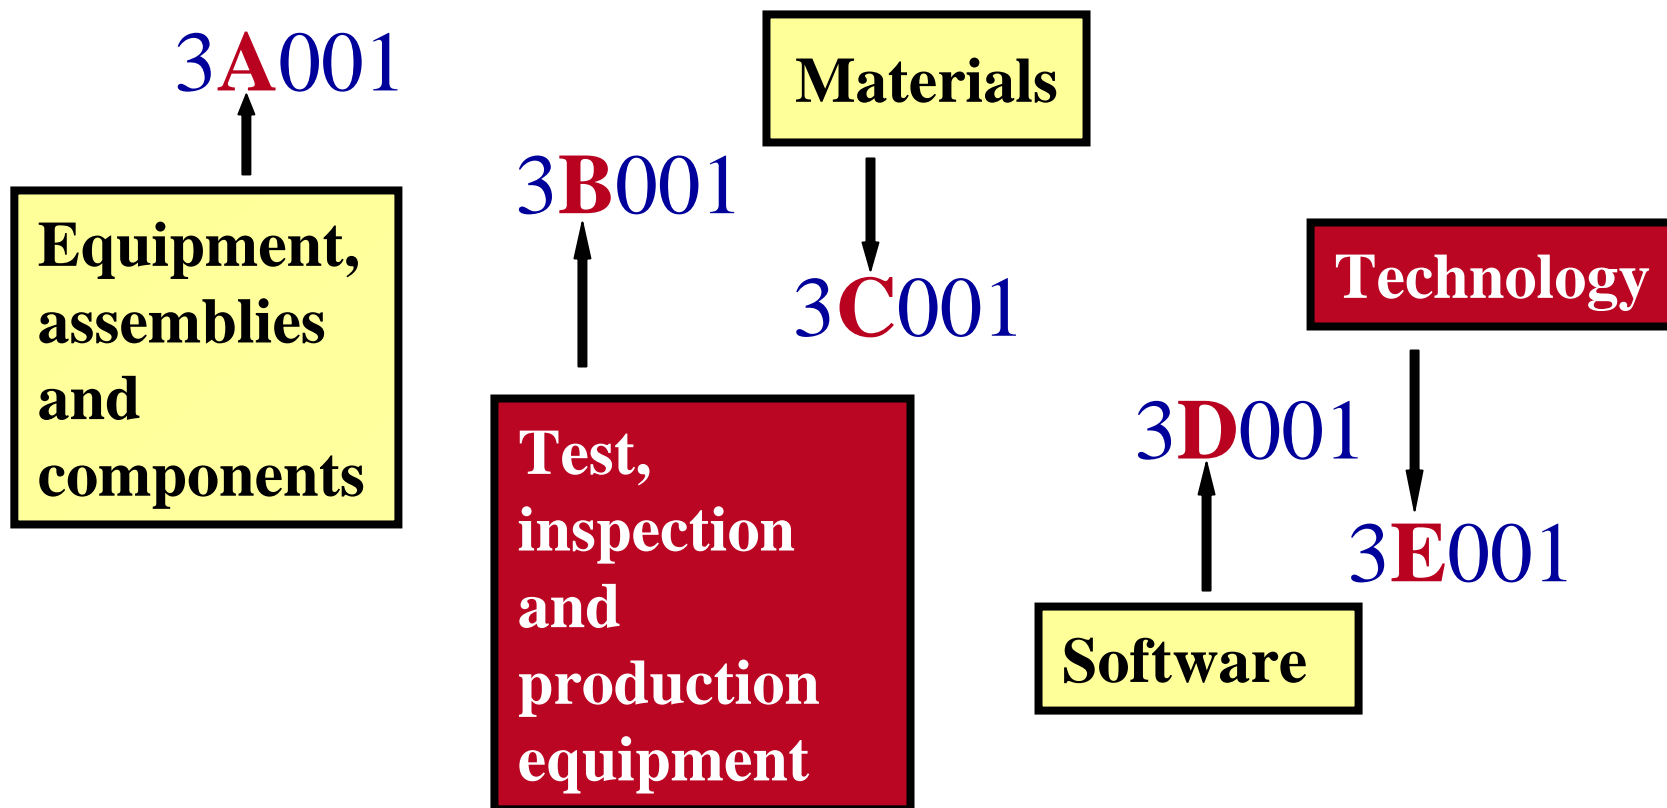 3A001
Equipment,
assemblies
and
components
3B001
Test,
inspection
and
production
equipment
Materials
3C001
3D001
Software
Technology
3E001